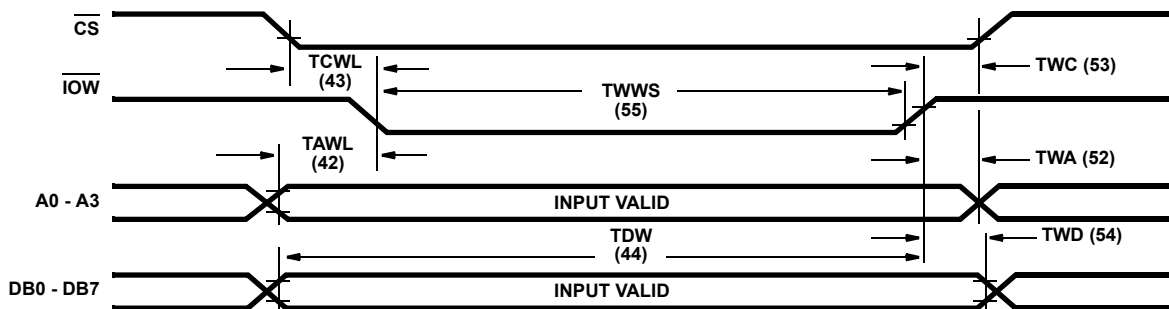 CS
TCWL
(43)
TWC (53)
IOW
TWWS
(55)
TAWL
(42)
TWA (52)
A0 - A3
INPUT VALID
TDW
(44)
TWD (54)
DB0 - DB7
INPUT VALID